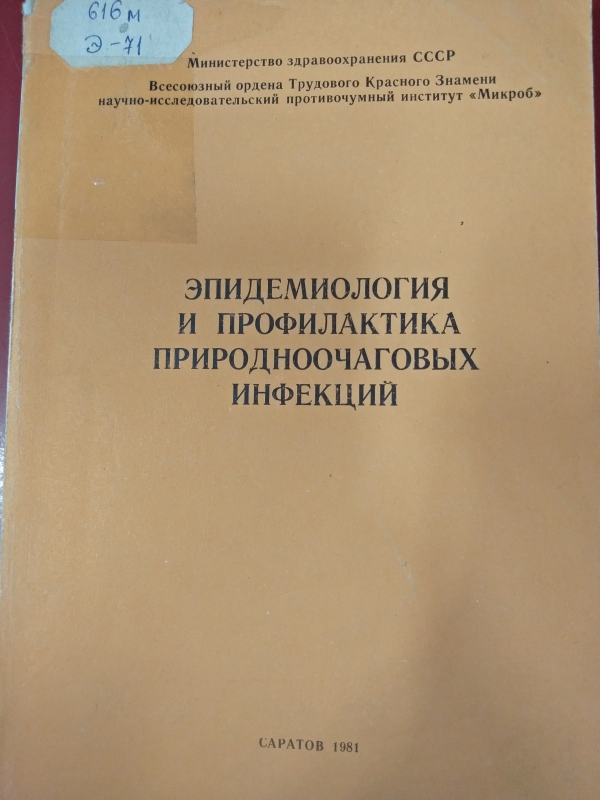 616м
Э-71
Министерство здравоохранения СССР
Всесоюзный ордена Трудового Красного Знамени
научно-исследовательский противочумный институт «Микроб»
ЭПИДЕМИОЛОГИЯ
И ПРОФИЛАКТИКА
ПРИРОДНООЧАГОВЫХ
ИНФЕКЦИЙ
САРАТОВ 1981